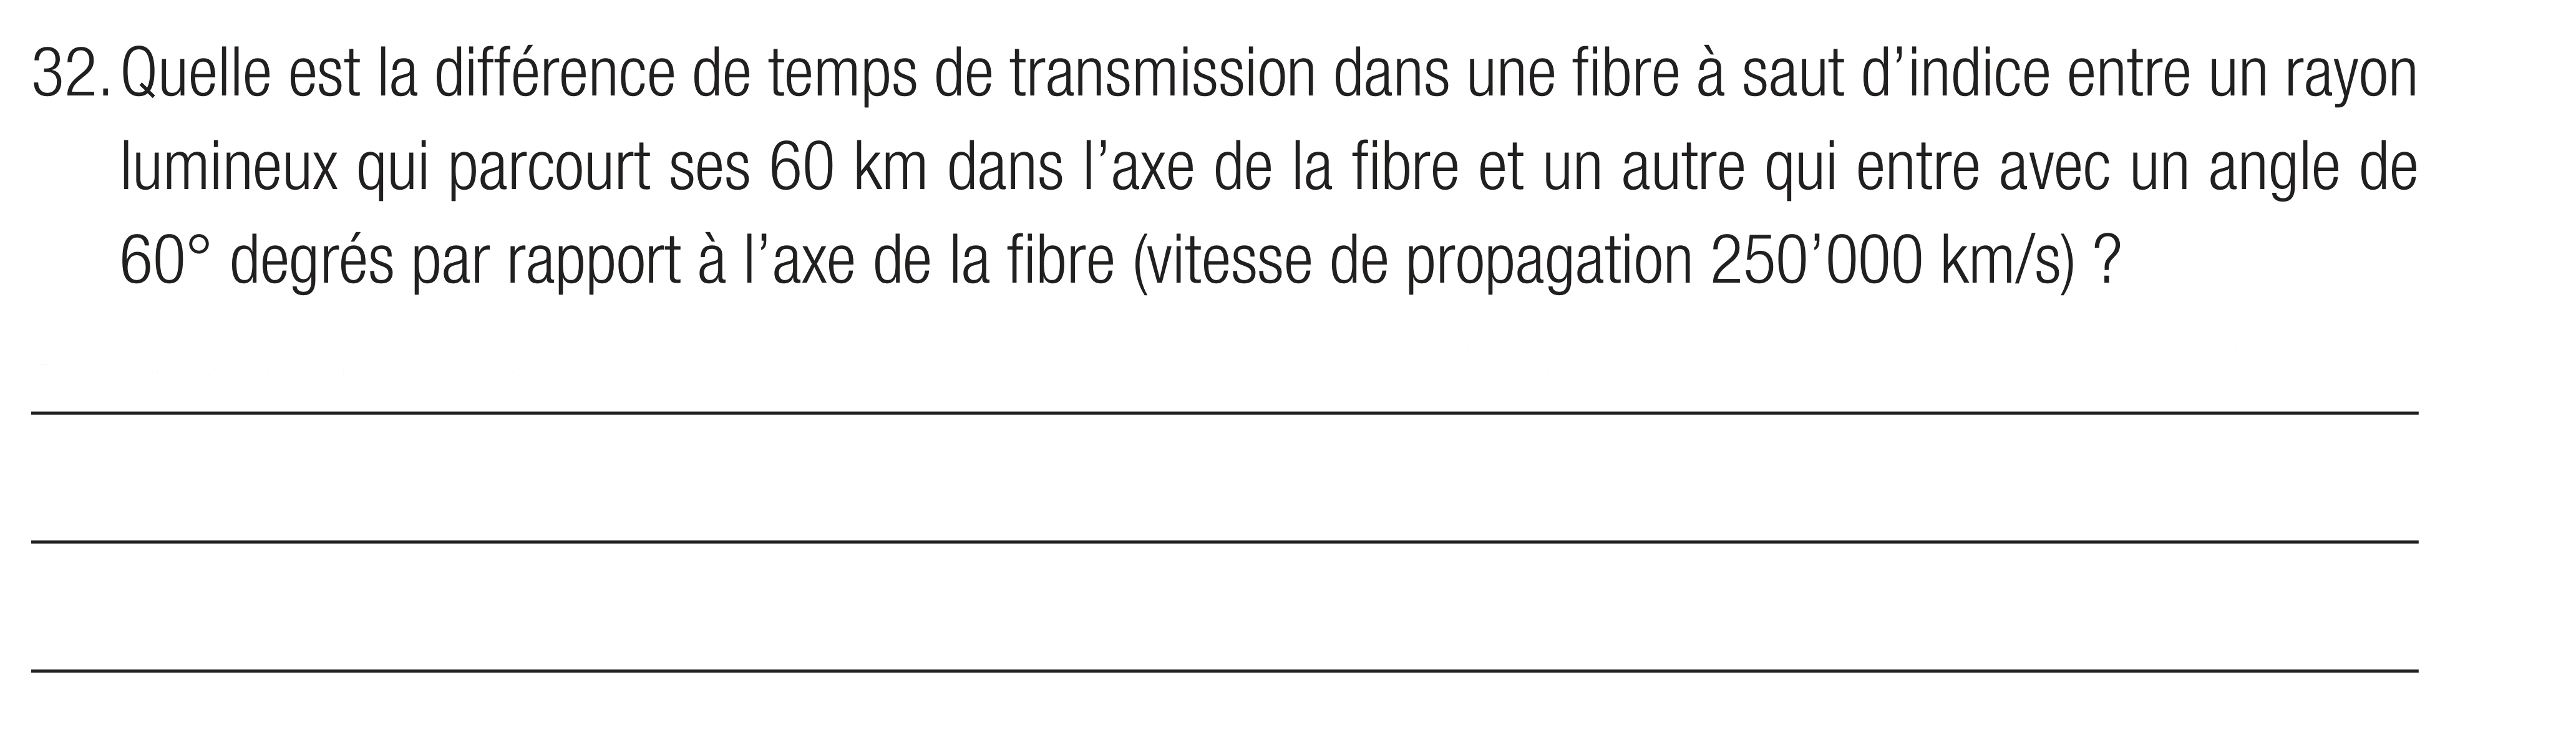 32. Quelle est la différence de temps de transmission dans une fibre à saut d’indice entre un rayon
lumineux qui parcourt ses 60 km dans l’axe de la fibre et un autre qui entre avec un angle de
60° degrés par rapport à l’axe de la fibre (vitesse de propagation 250’000 km/s) ?